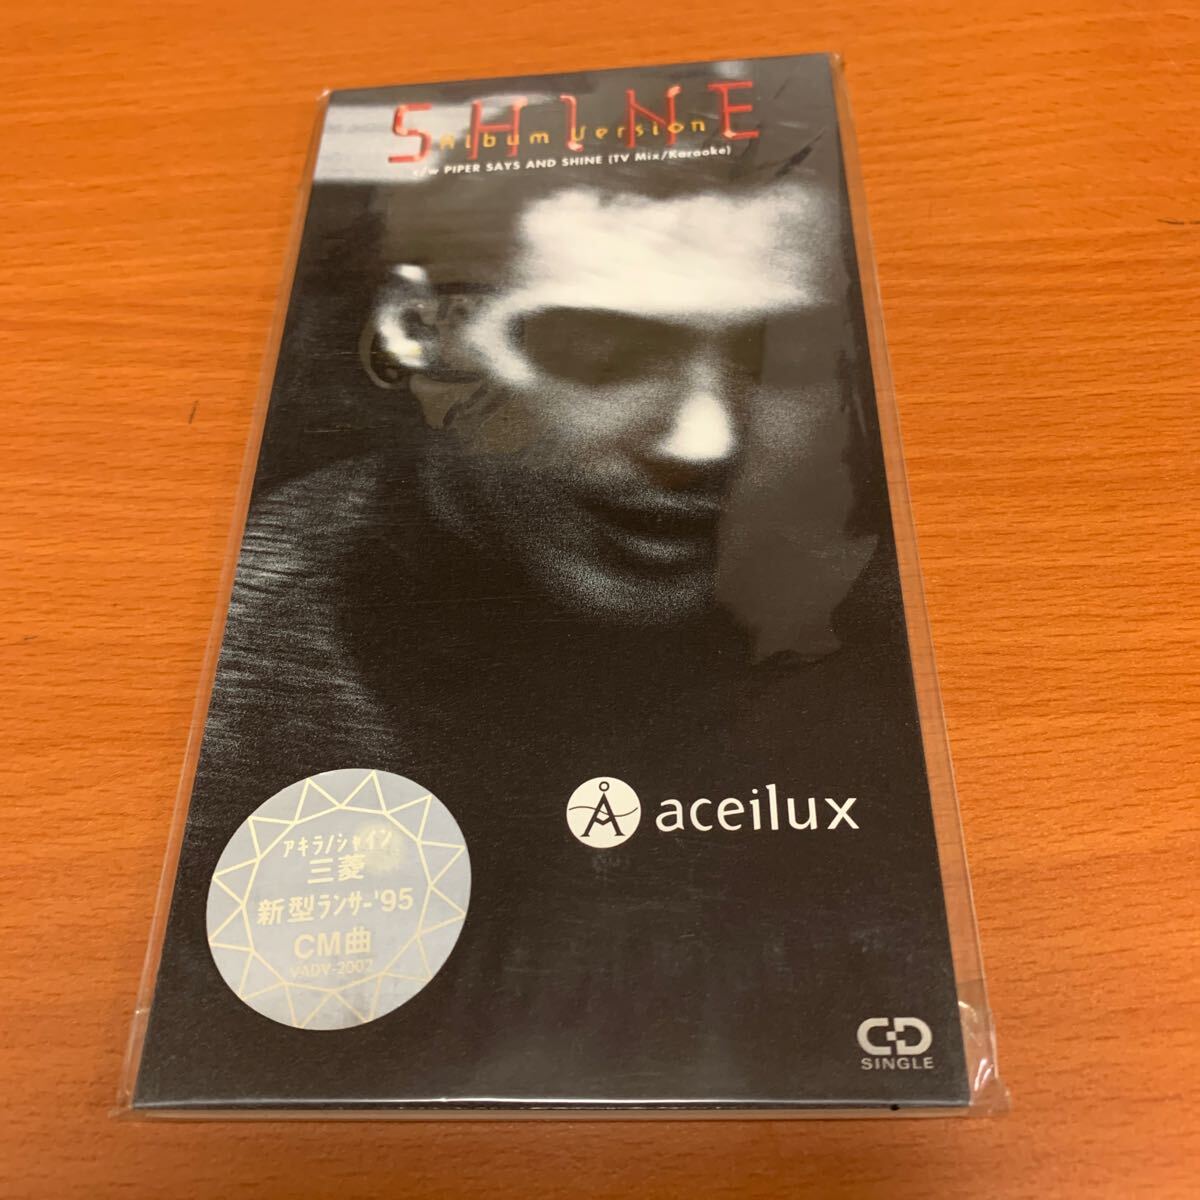 SHINE
Album Version
c/w PIPER SAYS AND SHINE (TV Mix/Karaoke)
Å aceilux
アキラ/シャイン
三菱
新型ランサー'95
CM曲
VADV-2002
CD
SINGLE